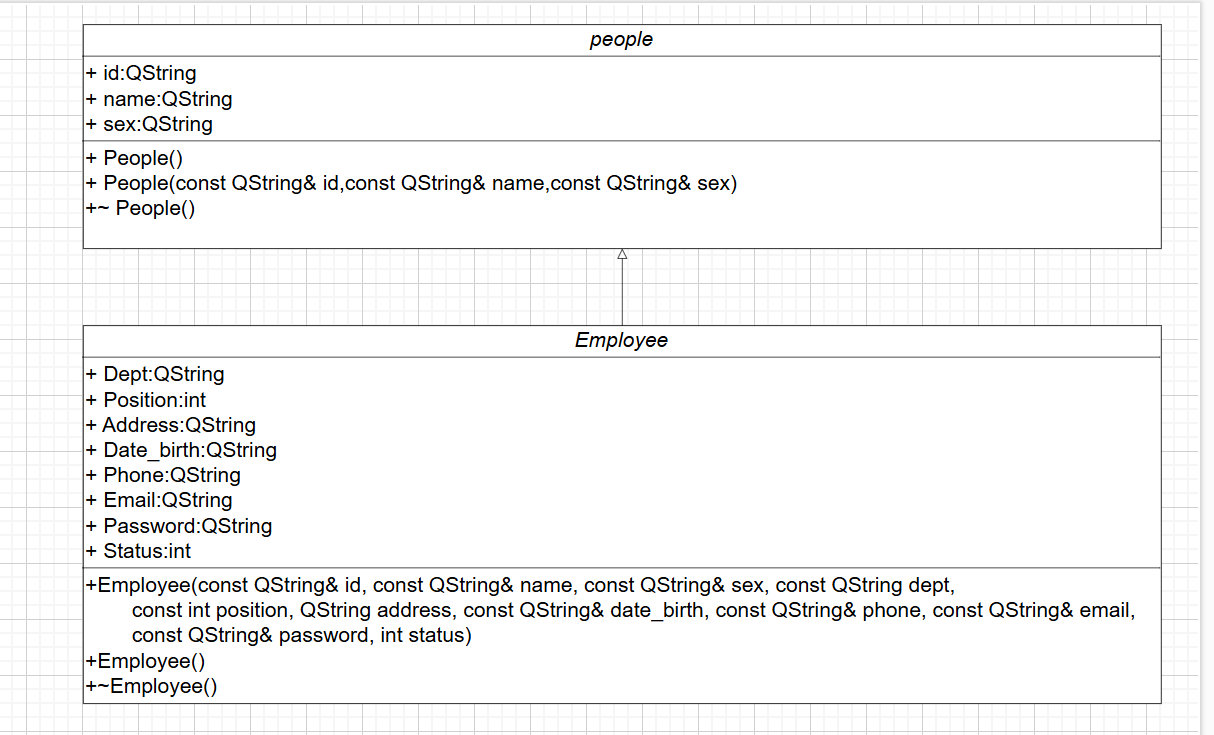 people
+ id:QString
+ name:QString
+ sex:QString
+ People()
+ People(const QString& id,const QString& name,const QString& sex)
+~ People()
Employee
+ Dept:QString
+ Position:int
+ Address:QString
+ Date_birth:QString
+ Phone:QString
+ Email:QString
+ Password:QString
+ Status:int
+Employee(const QString& id, const QString& name, const QString& sex, const QString dept,
const int position, QString address, const QString& date_birth, const QString& phone, const QString& email,
const QString& password, int status)
+Employee()
+~Employee()